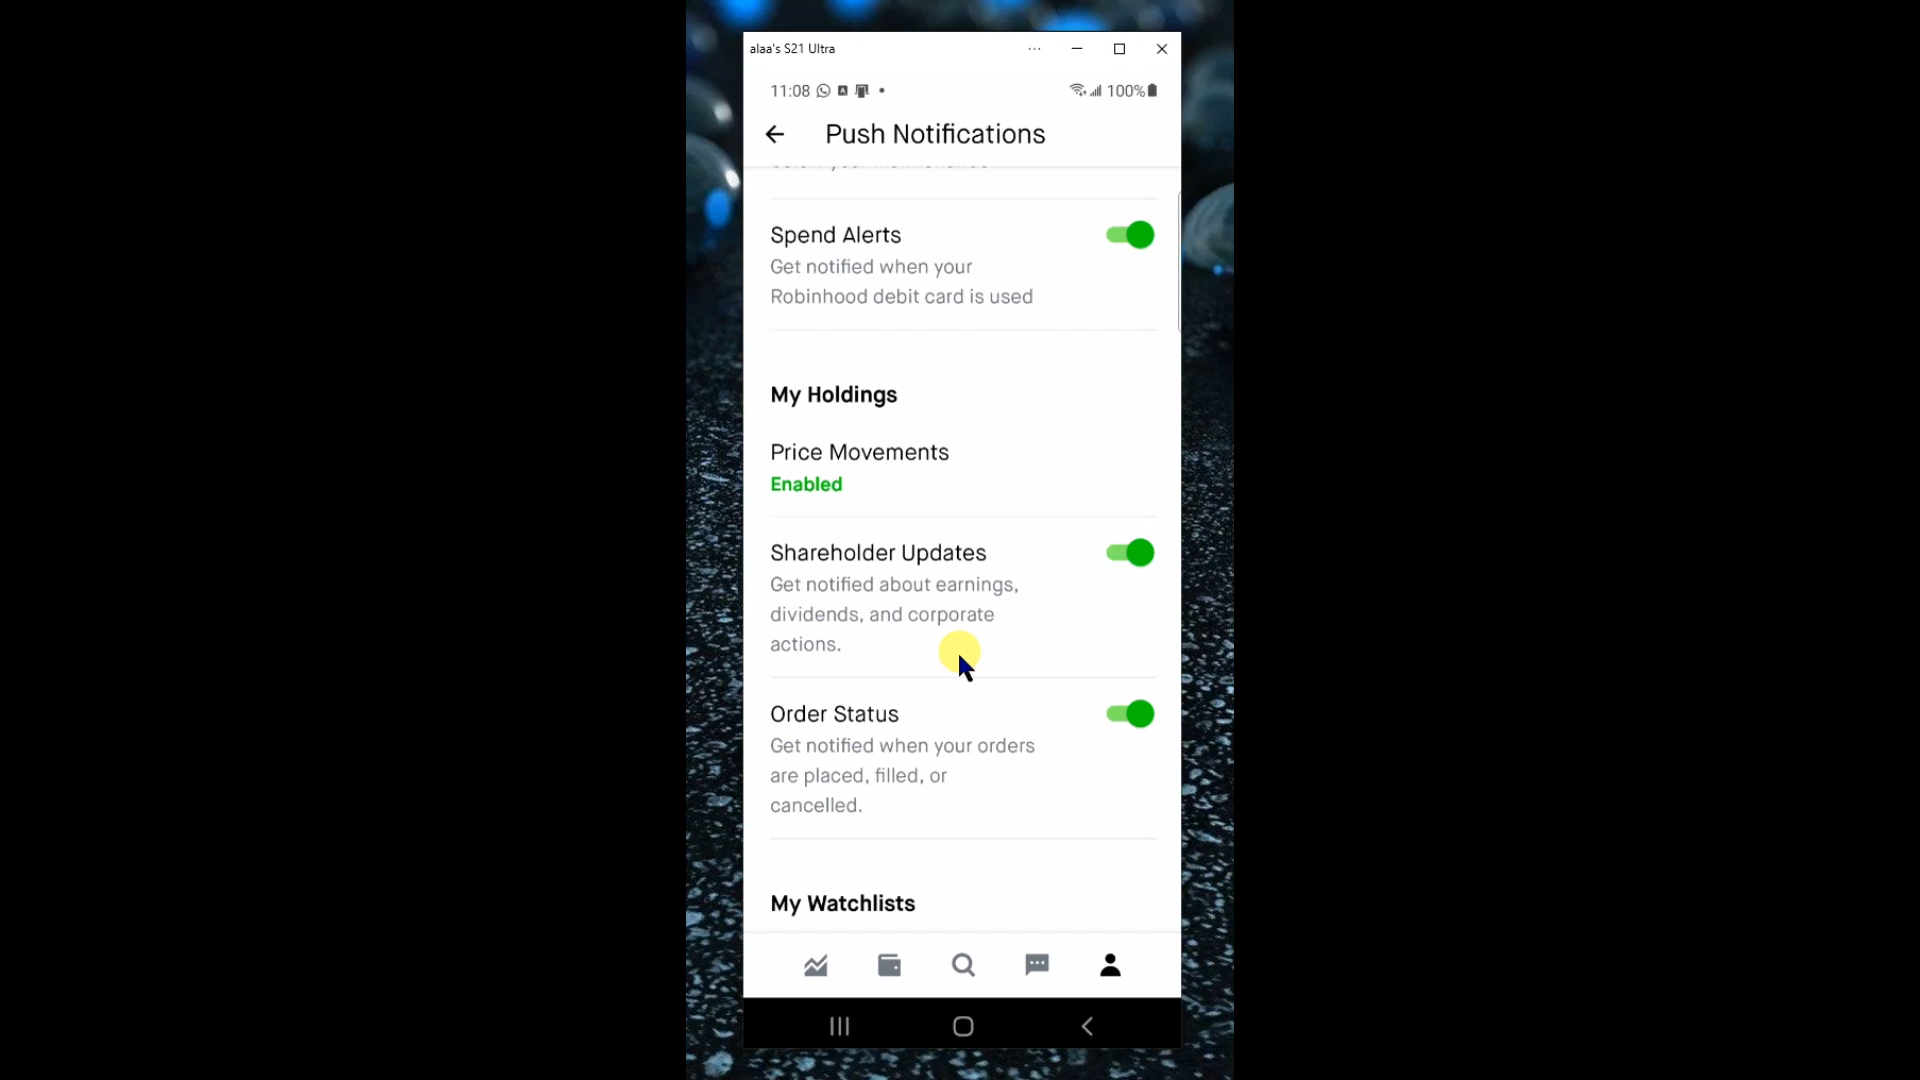 alaa's S21 Ultra
11:08
100%
Push Notifications
Spend Alerts
Get notified when your
Robinhood debit card is used
My Holdings
Price Movements
Enabled
Shareholder Updates
Get notified about earnings,
dividends, and corporate
actions.
Order Status
Get notified when your orders
are placed, filled, or
cancelled.
My Watchlists